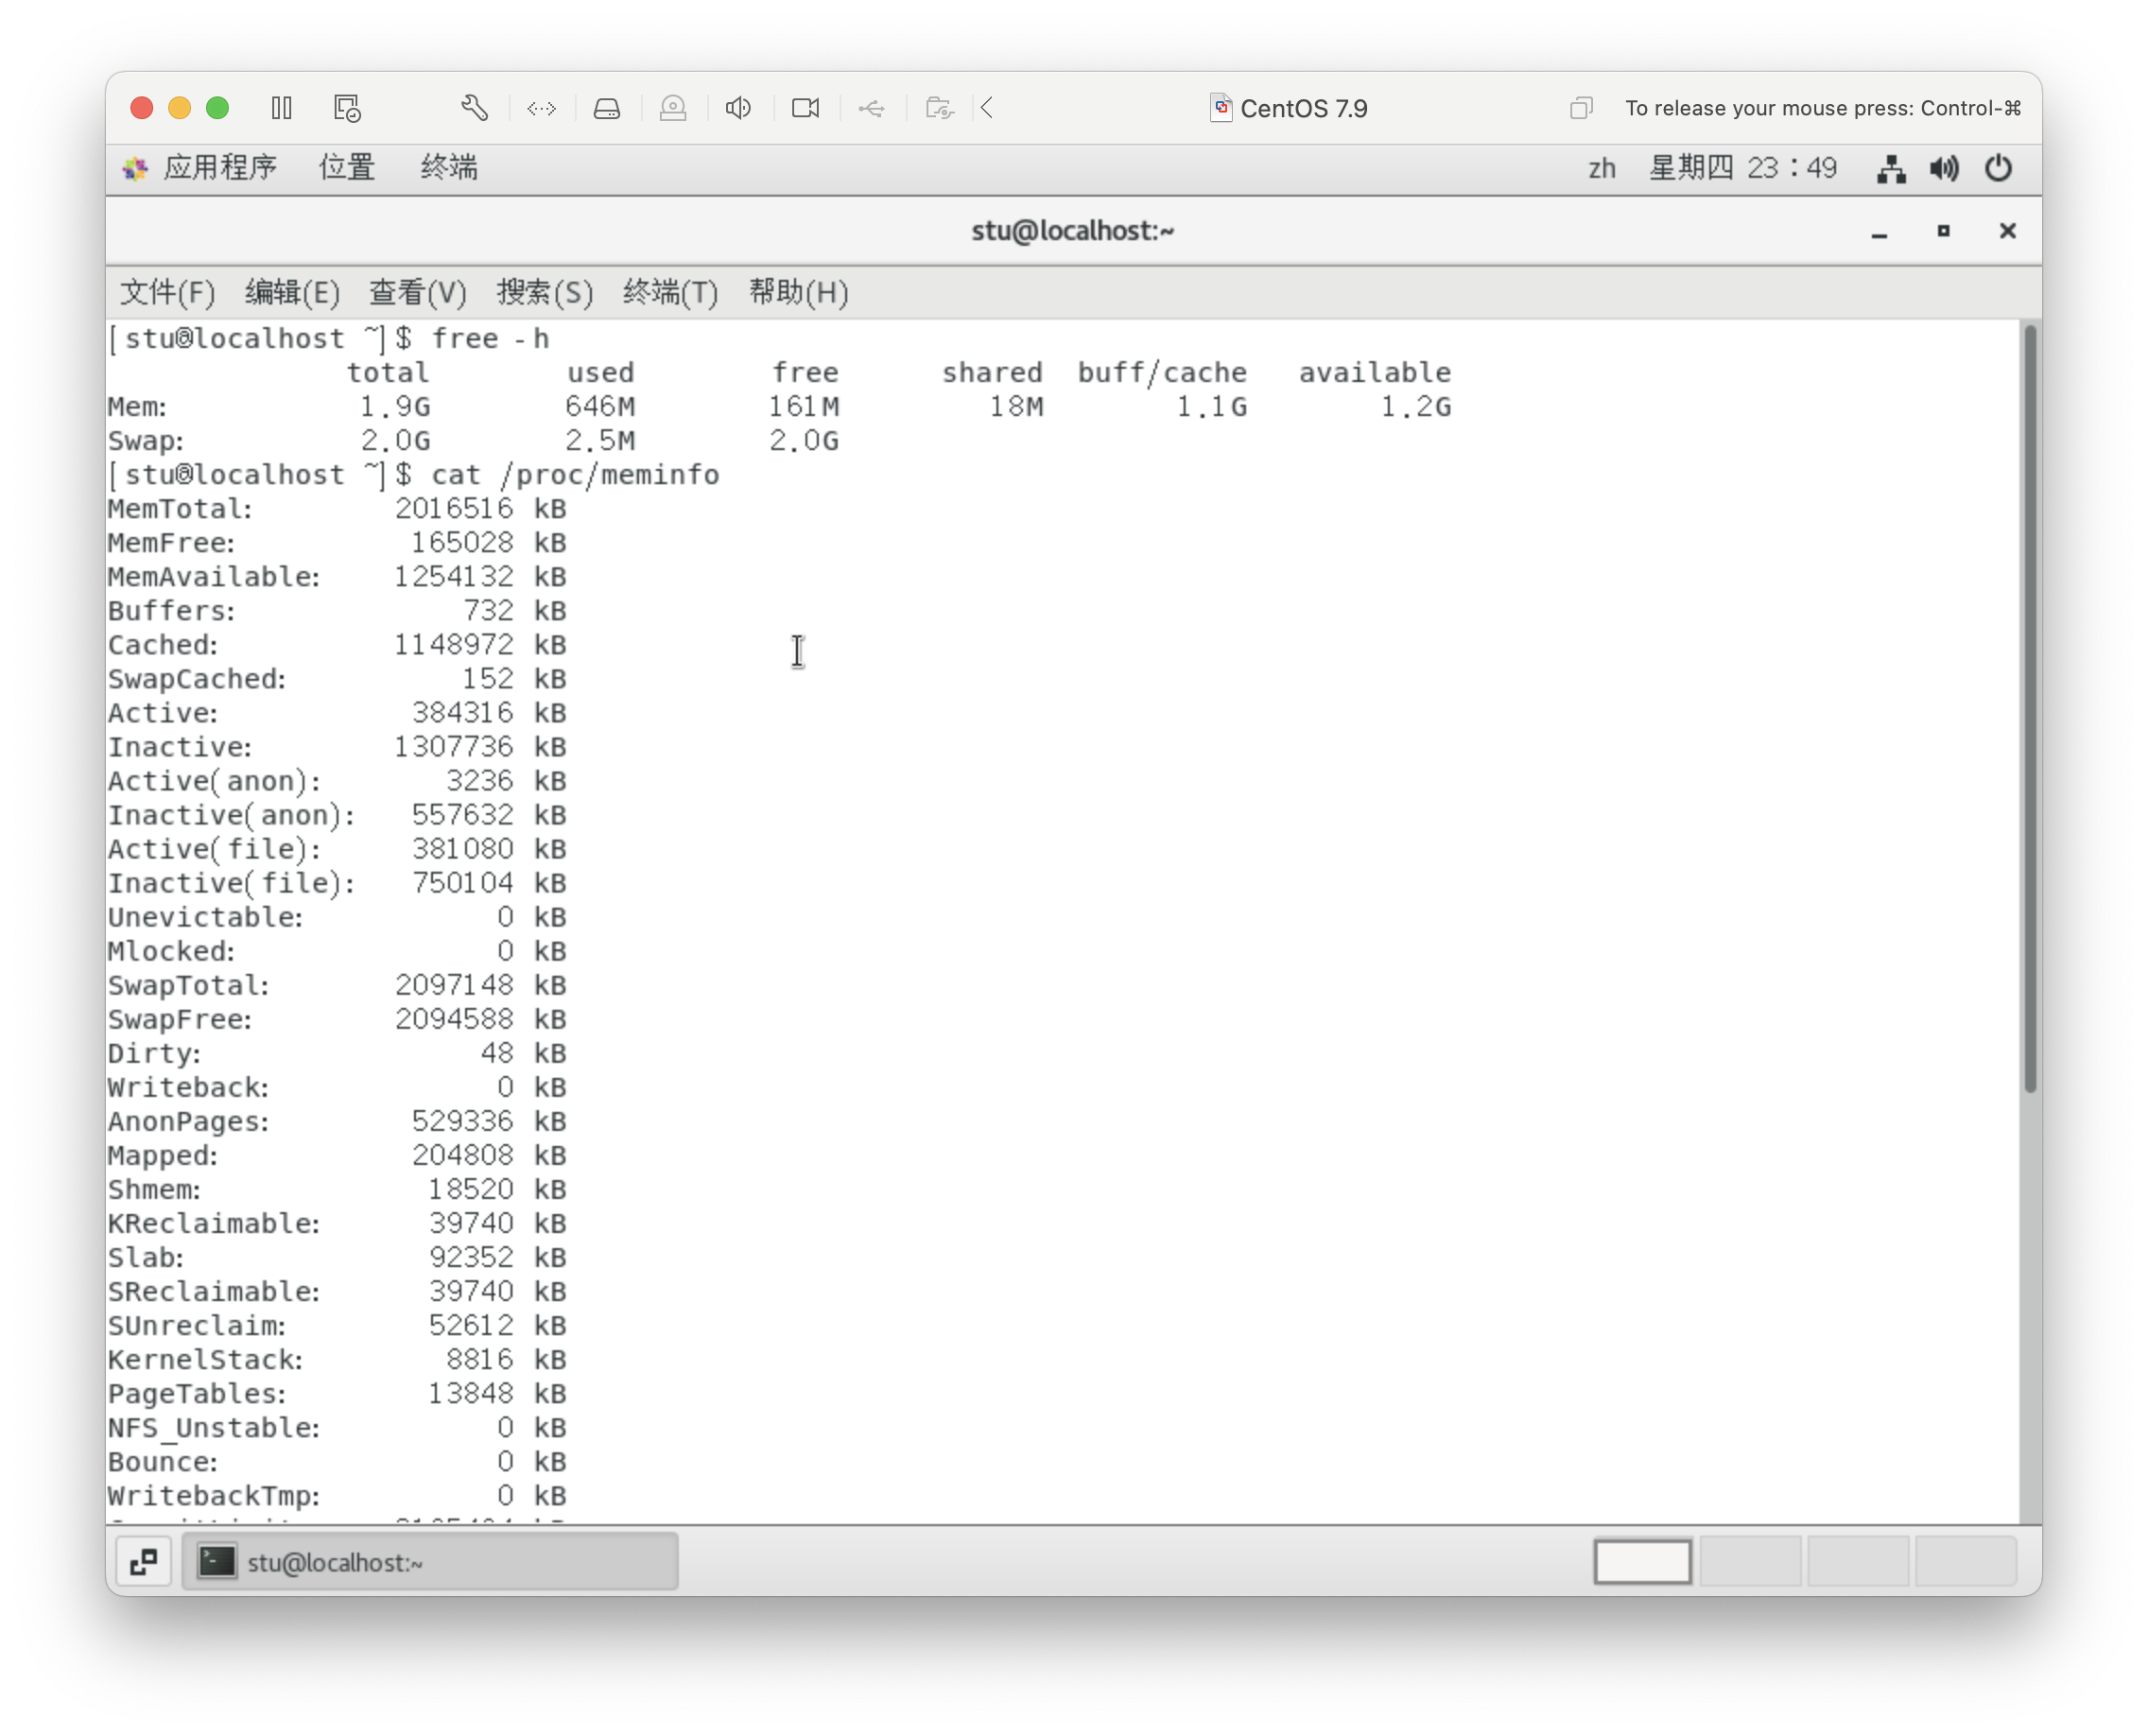 CentOS 7.9
To release your mouse press: Control-⌘
应用程序 位置 终端 zh 星期四 23：49
stu@localhost:~
文件(F) 编辑(E) 查看(V) 搜索(S) 终端(T) 帮助(H)
[stu@localhost ~]$ free -h
total used free shared buff/cache available
Mem: 1.9G 646M 161M 18M 1.1G 1.2G
Swap: 2.0G 2.5M 2.0G
[stu@localhost ~]$ cat /proc/meminfo
MemTotal: 2016516 kB
MemFree: 165028 kB
MemAvailable: 1254132 kB
Buffers: 732 kB
Cached: 1148972 kB
SwapCached: 152 kB
Active: 384316 kB
Inactive: 1307736 kB
Active(anon): 3236 kB
Inactive(anon): 557632 kB
Active(file): 381080 kB
Inactive(file): 750104 kB
Unevictable: 0 kB
Mlocked: 0 kB
SwapTotal: 2097148 kB
SwapFree: 2094588 kB
Dirty: 48 kB
Writeback: 0 kB
AnonPages: 529336 kB
Mapped: 204808 kB
Shmem: 18520 kB
KReclaimable: 39740 kB
Slab: 92352 kB
SReclaimable: 39740 kB
SUnreclaim: 52612 kB
KernelStack: 8816 kB
PageTables: 13848 kB
NFS_Unstable: 0 kB
Bounce: 0 kB
WritebackTmp: 0 kB
stu@localhost:~